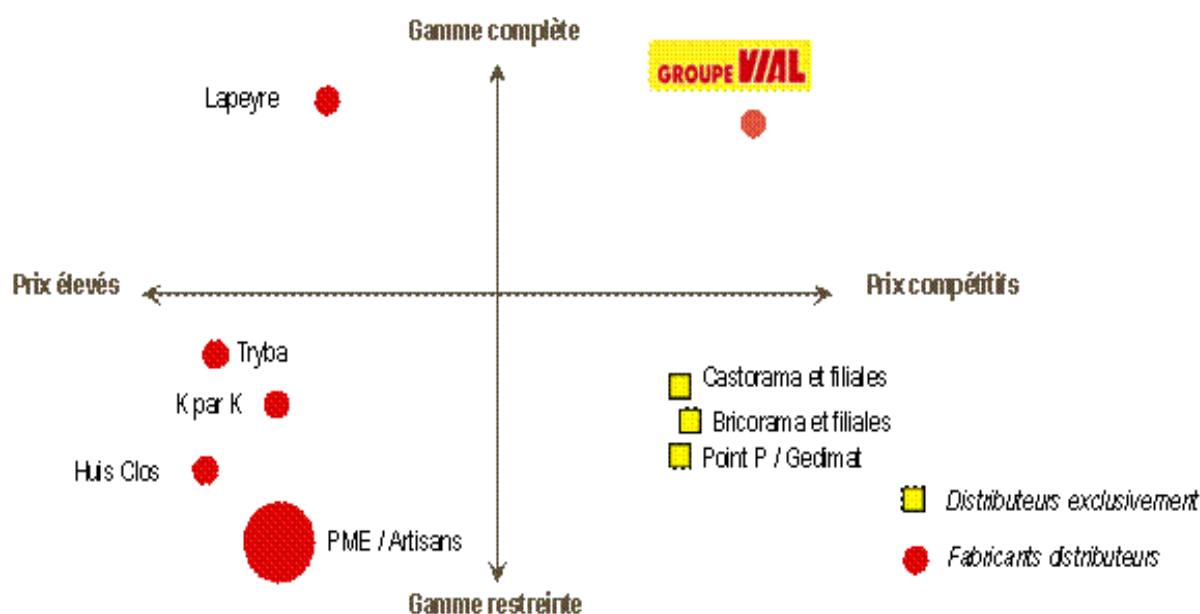 Gamme complète
GROUPE VIAL
Lapeyre
Prix élevés
Prix compétitifs
Tryba
Castorama et filiales
K par K
Bricorama et filiales
Point P / Gedimat
Huis Clos
Distributeurs exclusivement
PME / Artisans
Fabricants distributeurs
Gamme restreinte